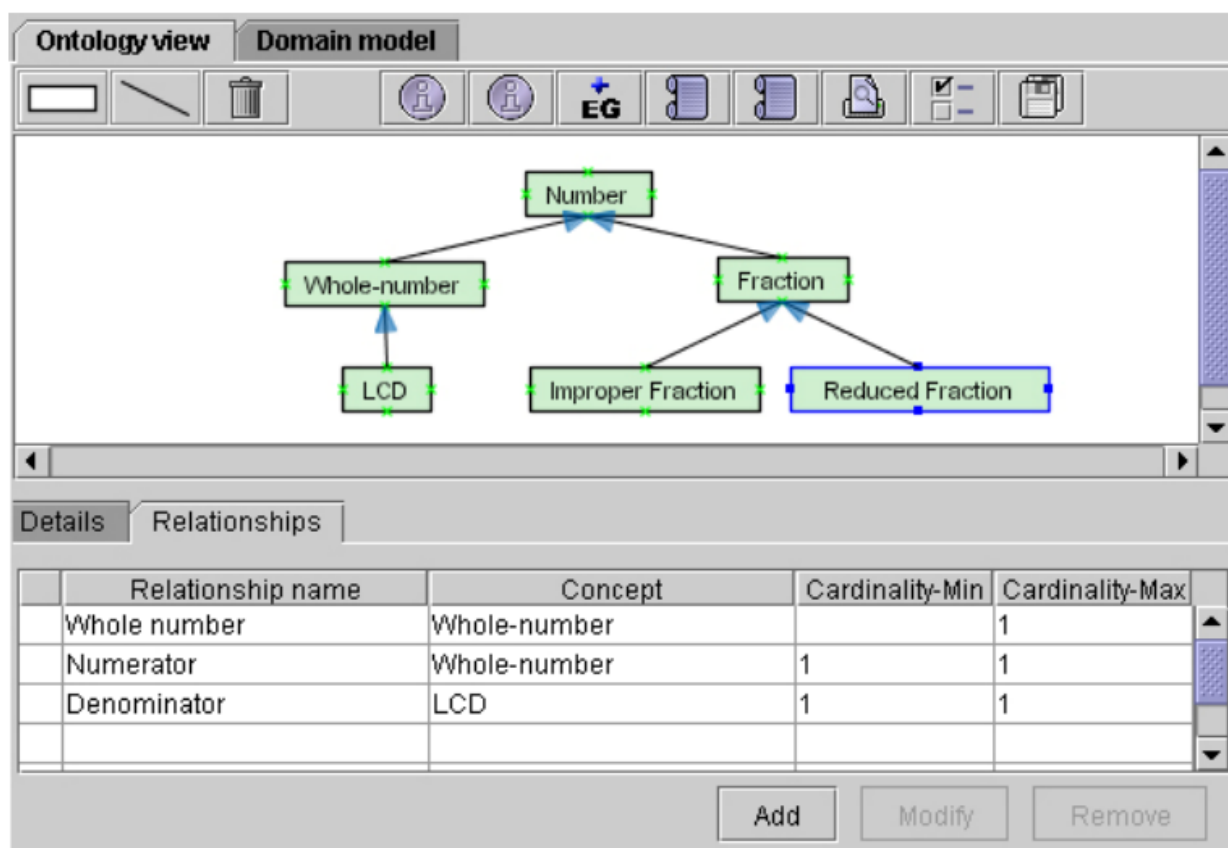 Ontology view Domain model
EG
Number
Whole-number Fraction
LCD Improper Fraction Reduced Fraction
Details Relationships
Relationship name Concept Cardinality-Min Cardinality-Max
Whole number Whole-number 1
Numerator Whole-number 1 1
Denominator LCD 1 1
Add Modify Remove